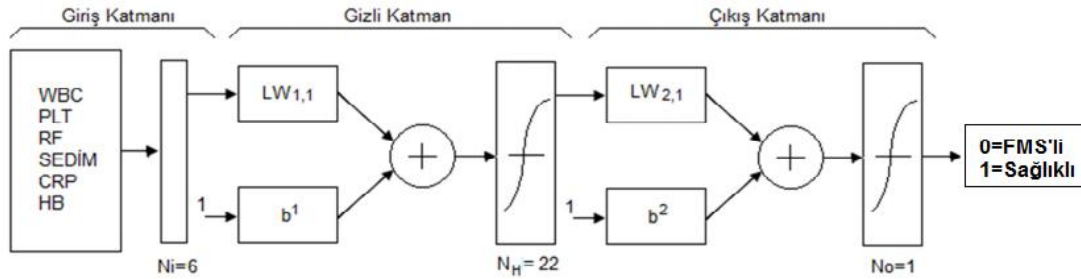 Giriş Katmanı
Gizli Katman
Çıkış Katmanı
WBC
PLT
RF
SEDİM
CRP
HB
1
Ni=6
LW1,1
b1
+
NH = 22
1
LW2,1
b2
+
No=1
0=FMS'li
1=Sağlıklı